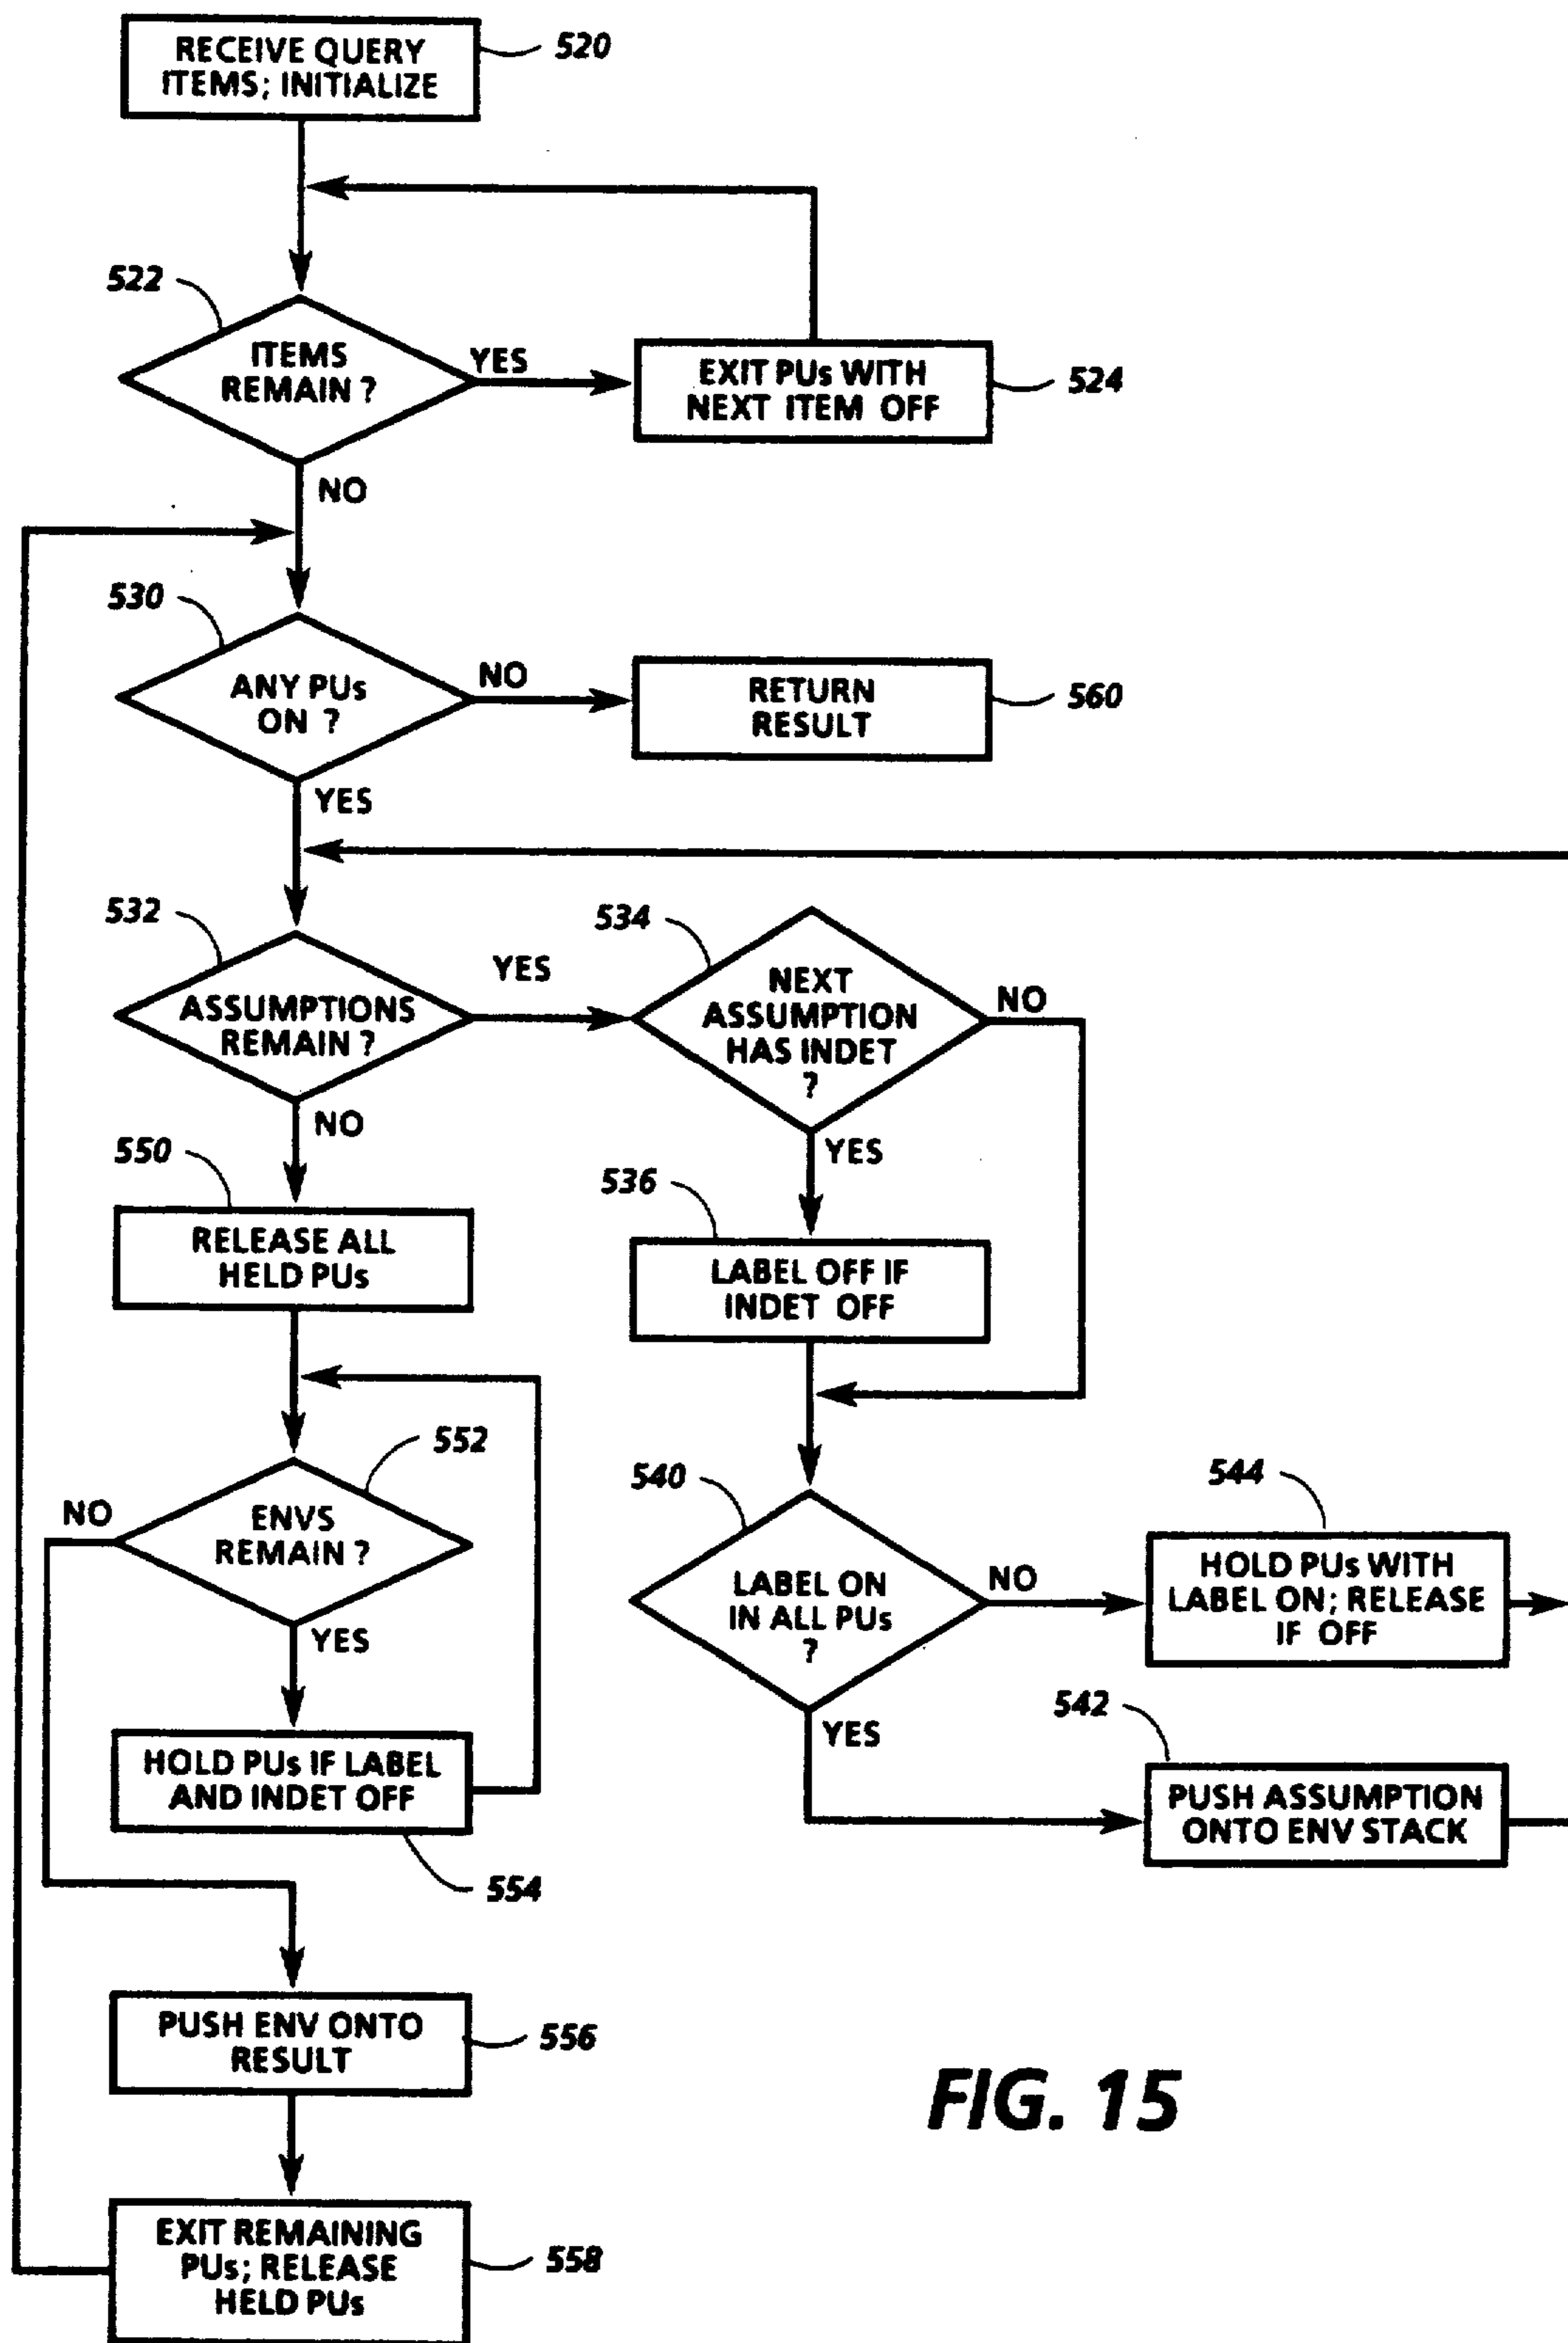 RECEIVE QUERY
ITEMS; INITIALIZE
520
522
ITEMS
REMAIN ?
YES
EXIT PUs WITH
NEXT ITEM OFF
524
NO
530
ANY PUs
ON ?
NO
RETURN
RESULT
560
YES
532
ASSUMPTIONS
REMAIN ?
YES
534
NEXT
ASSUMPTION
HAS INDET
?
NO
NO
YES
550
RELEASE ALL
HELD PUs
536
LABEL OFF IF
INDET OFF
552
NO
ENVS
REMAIN ?
YES
540
LABEL ON
IN ALL PUs
?
NO
544
HOLD PUs WITH
LABEL ON; RELEASE
IF OFF
YES
542
PUSH ASSUMPTION
ONTO ENV STACK
HOLD PUs IF LABEL
AND INDET OFF
554
PUSH ENV ONTO
RESULT
556
EXIT REMAINING
PUs; RELEASE
HELD PUs
558
FIG. 15